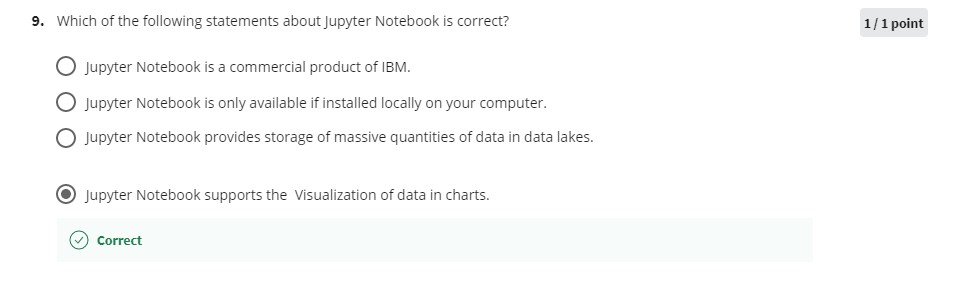 9. Which of the following statements about Jupyter Notebook is correct?
1 / 1 point
Jupyter Notebook is a commercial product of IBM.
Jupyter Notebook is only available if installed locally on your computer.
Jupyter Notebook provides storage of massive quantities of data in data lakes.
Jupyter Notebook supports the Visualization of data in charts.
Correct